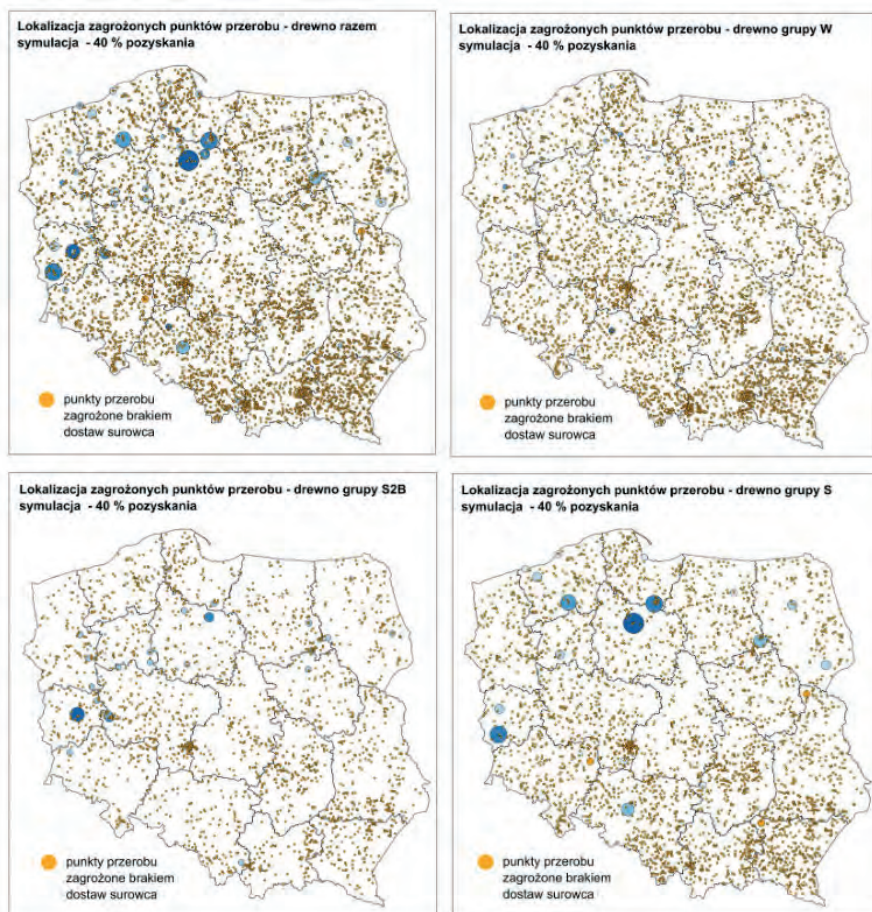 Lokalizacja zagrożonych punktów przerobu - drewno razem
symulacja - 40 % pozyskania
punkty przerobu
zagrożone brakiem
dostaw surowca
Lokalizacja zagrożonych punktów przerobu - drewno grupy W
symulacja - 40 % pozyskania
punkty przerobu
zagrożone brakiem
dostaw surowca
Lokalizacja zagrożonych punktów przerobu - drewno grupy S2B
symulacja - 40 % pozyskania
punkty przerobu
zagrożone brakiem
dostaw surowca
Lokalizacja zagrożonych punktów przerobu - drewno grupy S
symulacja - 40 % pozyskania
punkty przerobu
zagrożone brakiem
dostaw surowca